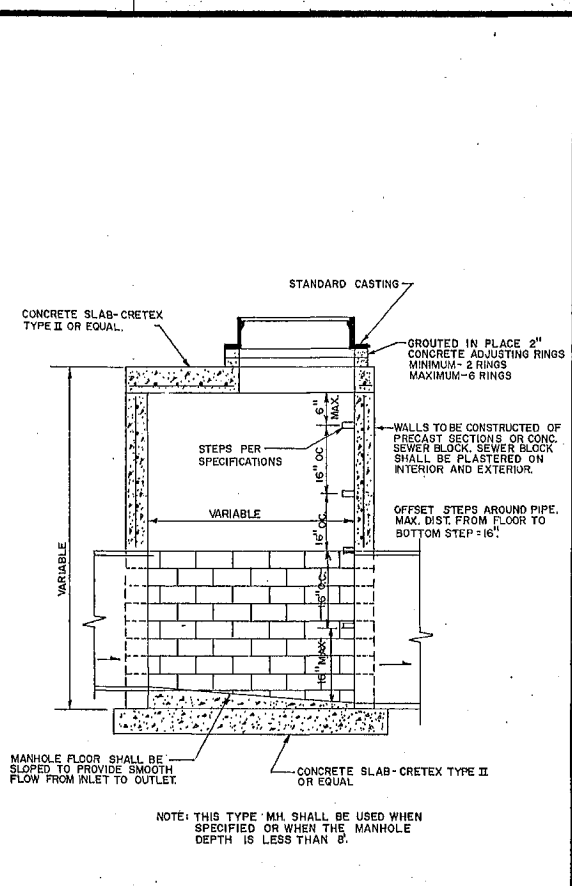 STANDARD CASTING
CONCRETE SLAB-CRETEX
TYPE II OR EQUAL.
GROUTED IN PLACE 2"
CONCRETE ADJUSTING RINGS
MINIMUM- 2 RINGS
MAXIMUM-6 RINGS
6"
MAX.
WALLS TO BE CONSTRUCTED OF
PRECAST SECTIONS OR CONC.
SEWER BLOCK. SEWER BLOCK
SHALL BE PLASTERED ON
INTERIOR AND EXTERIOR.
STEPS PER
SPECIFICATIONS
16" OC
VARIABLE
OFFSET STEPS AROUND PIPE.
MAX. DIST. FROM FLOOR TO
BOTTOM STEP = 16".
16" OC.
VARIABLE
16" O.C.
16" MAX
MANHOLE FLOOR SHALL BE
SLOPED TO PROVIDE SMOOTH
FLOW FROM INLET TO OUTLET.
CONCRETE SLAB-CRETEX TYPE II
OR EQUAL
NOTE: THIS TYPE M.H. SHALL BE USED WHEN
SPECIFIED OR WHEN THE MANHOLE
DEPTH IS LESS THAN 8'.